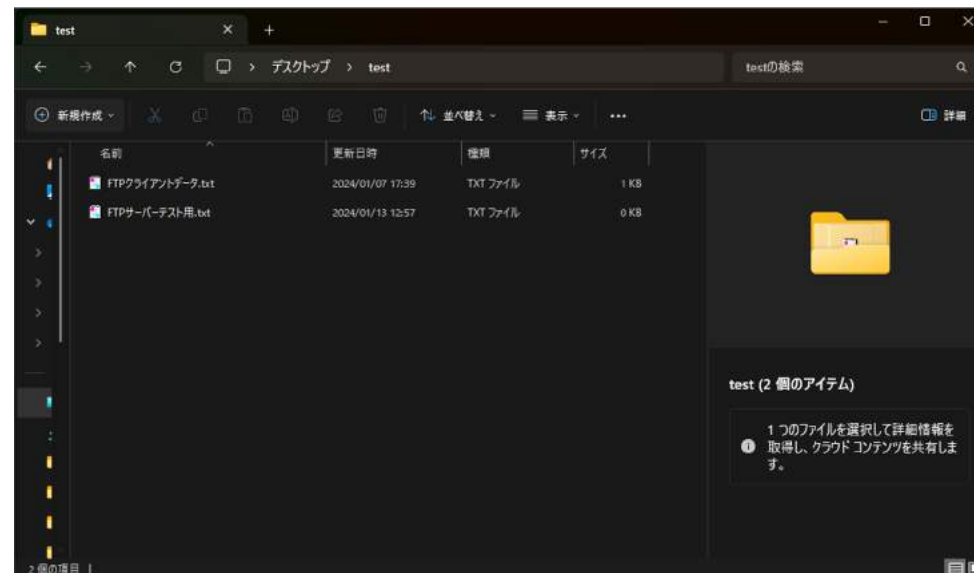 test
デスクトップ > test
testの検索
新規作成
並べ替え
表示
詳細
名前 更新日時 種類 サイズ
FTPクライアントデータ.txt 2024/01/07 17:39 TXT ファイル 1 KB
FTPサーバーテスト用.txt 2024/01/13 12:57 TXT ファイル 0 KB
test (2 個のアイテム)
1 つのファイルを選択して詳細情報を
取得し、クラウド コンテンツを共有しま
す。
2 個の項目